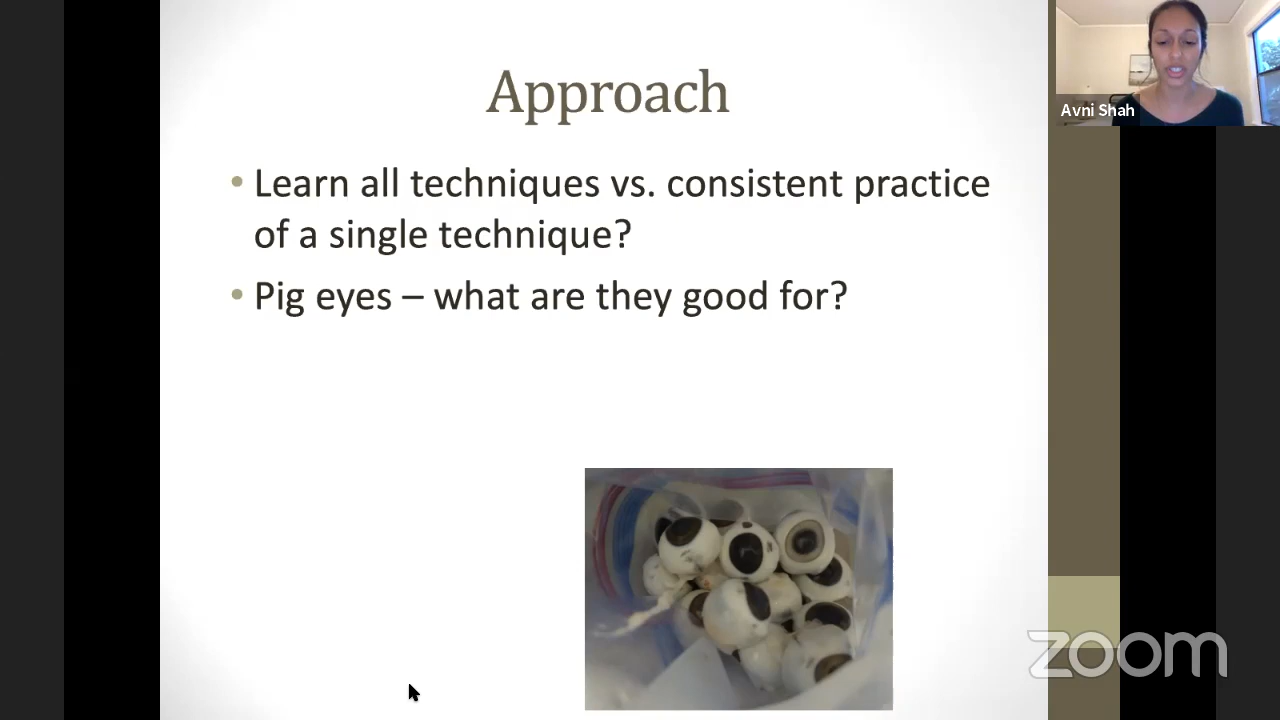 Approach
• Learn all techniques vs. consistent practice
of a single technique?
• Pig eyes – what are they good for?
Avni Shah
zoom